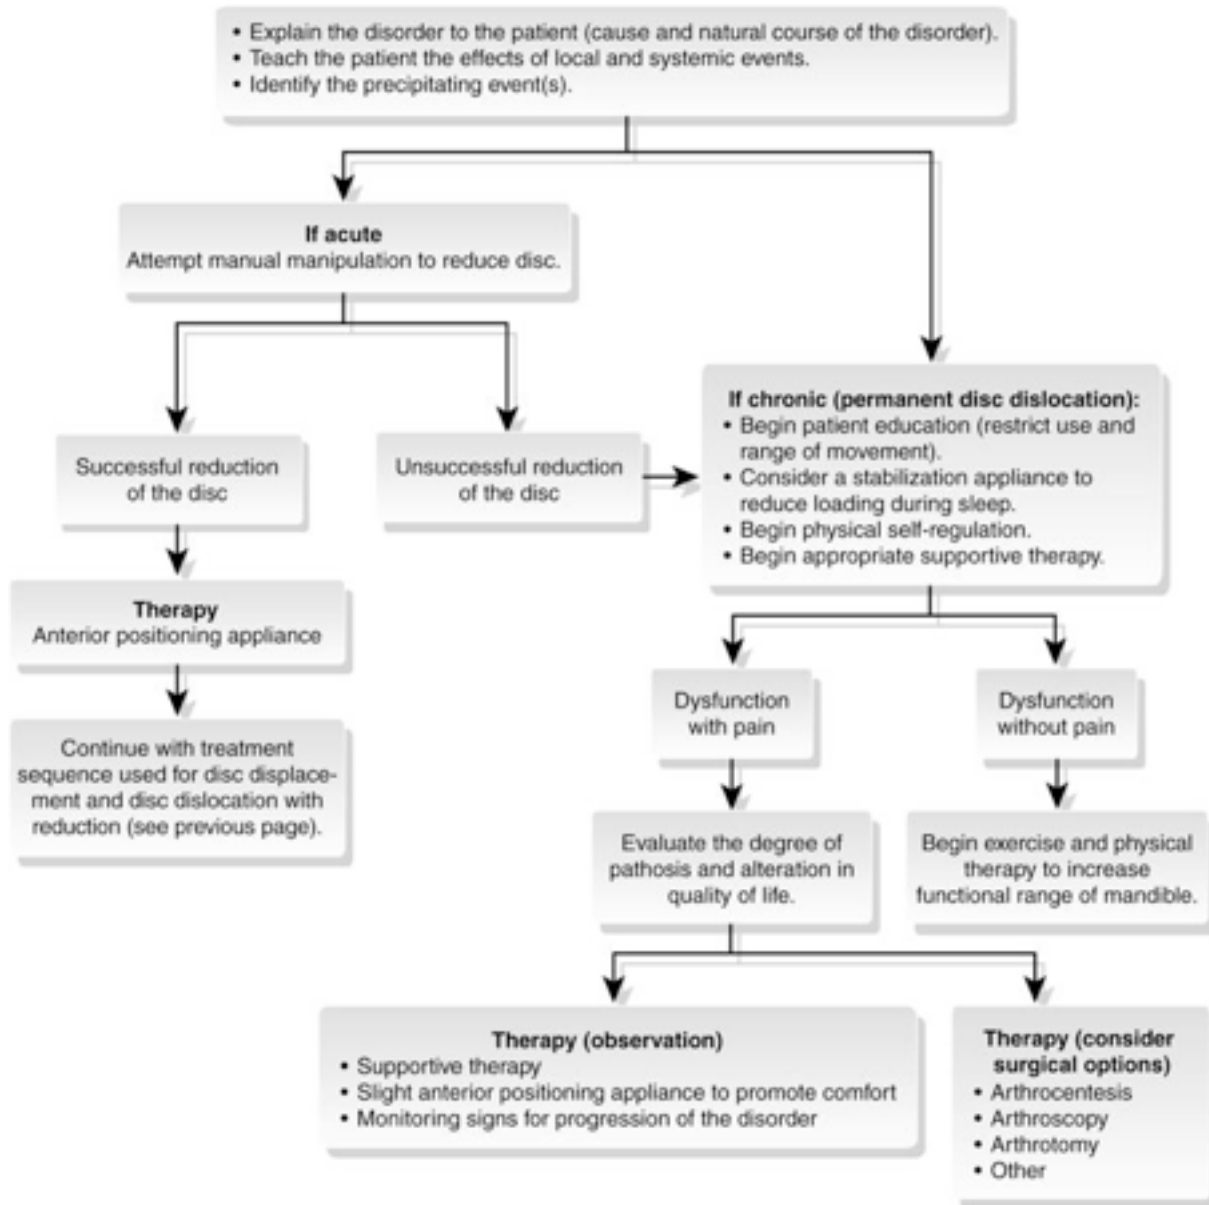 • Explain the disorder to the patient (cause and natural course of the disorder).
• Teach the patient the effects of local and systemic events.
• Identify the precipitating event(s).
If acute
Attempt manual manipulation to reduce disc.
Successful reduction
of the disc
Unsuccessful reduction
of the disc
If chronic (permanent disc dislocation):
• Begin patient education (restrict use and
range of movement).
• Consider a stabilization appliance to
reduce loading during sleep.
• Begin physical self-regulation.
• Begin appropriate supportive therapy.
Therapy
Anterior positioning appliance
Continue with treatment
sequence used for disc displace-
ment and disc dislocation with
reduction (see previous page).
Dysfunction
with pain
Dysfunction
without pain
Evaluate the degree of
pathosis and alteration in
quality of life.
Begin exercise and physical
therapy to increase
functional range of mandible.
Therapy (observation)
• Supportive therapy
• Slight anterior positioning appliance to promote comfort
• Monitoring signs for progression of the disorder
Therapy (consider
surgical options)
• Arthrocentesis
• Arthroscopy
• Arthrotomy
• Other